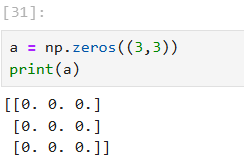 [31]:
a = np.zeros((3,3))
print(a)
[[0. 0. 0.]
 [0. 0. 0.]
 [0. 0. 0.]]